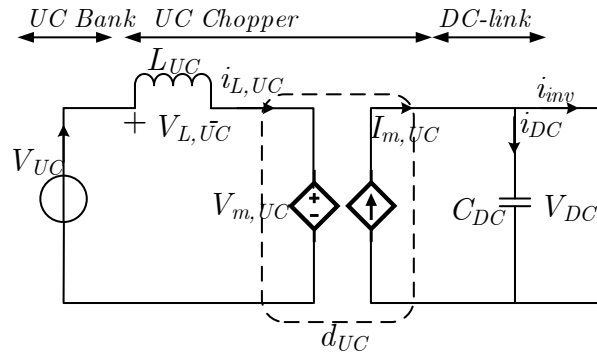 UC Bank UC Chopper DC-link
L_UC
i_L,UC
+ V_L,UC -
V_UC
V_m,UC
+
-
I_m,UC
i_inv
i_DC
C_DC V_DC
d_UC